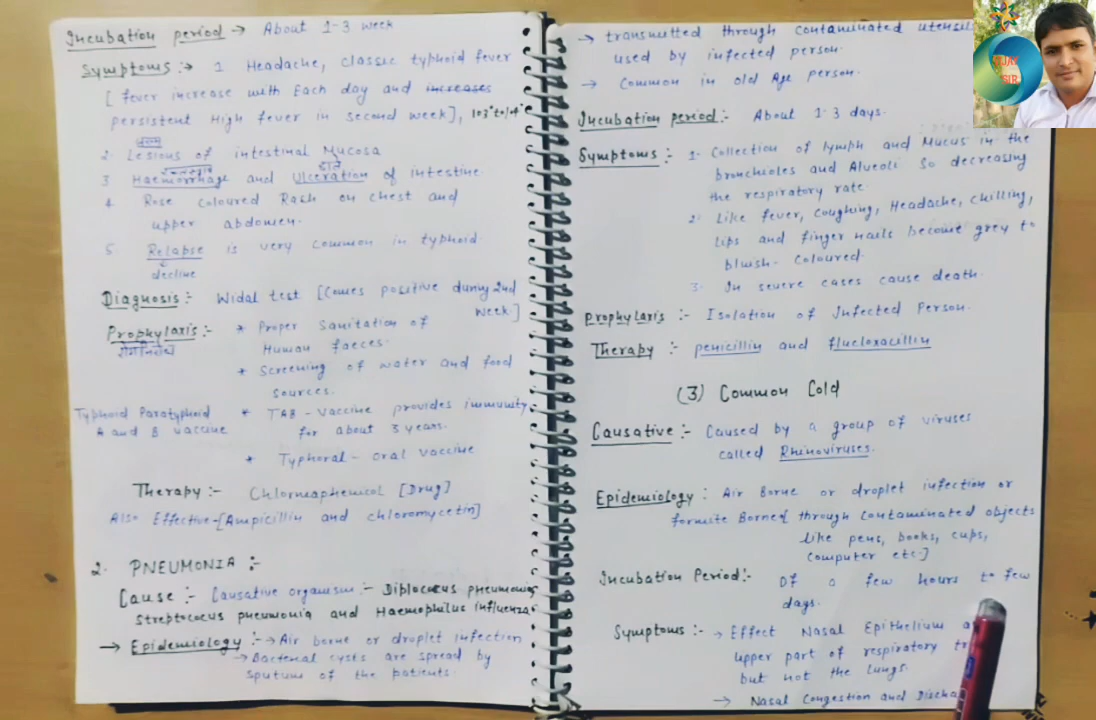 Incubation period → About 1-3 week
Symptoms :→ 1 Headache, classic typhoid fever
[ fever increase with Each day and increases
persistent High fever in second week],
2. Lesions of intestinal Mucosa
3 Haemorrhage and Ulceration of intestine.
4. Rose Coloured Rash on chest and
upper abdomen.
5. Relapse is very common in typhoid.
decline
Diagnosis :- Widal test [Comes positive during 2nd
week]
Prophylaxis :- * Proper Sanitation of
Human faeces.
* Screening of water and food
sources.
Typhoid Paratyphoid
A and B vaccine
* TAB - Vaccine provides immunity
for about 3 years.
* Typhoral - oral vaccine
Therapy :- [Drug]
Also Effective-[Ampicillin and chloromycetin]
2. PNEUMONIA :-
Cause :- Causative organism :- Diplococus pneumonia,
Streptococus pneumonia and Haemophilus influenza
→ Epidemiology :- → Air borne or droplet infection
→ Bacterial cysts are spread by
sputum of the patients.
→ transmitted through contaminated
used by infected person.
→ Common in old Age person.
Incubation period :- About 1-3 days.
Symptoms :- 1. Collection of lymph and Mucus in the
bronchioles and Alveoli so decreasing
the respiratory rate.
2. Like fever, Coughing, Headache, chilling,
Lips and finger nails become grey to
bluish- coloured.
3. In severe cases cause death.
Prophylaxis :- Isolation of Infected Person.
Therapy :- penicillin and flucloxacillin
(3) Common Cold
Causative :- Caused by a group of viruses
called Rhinoviruses.
Epidemiology : Air Borne or droplet infection or
formite Borne[ through Contaminated objects
like pens, books, cups,
Computer etc.]
Incubation Period :- Of a few hours to few
days.
Symptoms :- → Effect Nasal Epithelium
upper part of respiratory
but not the lungs.
→ Nasal Congestion and
SIR